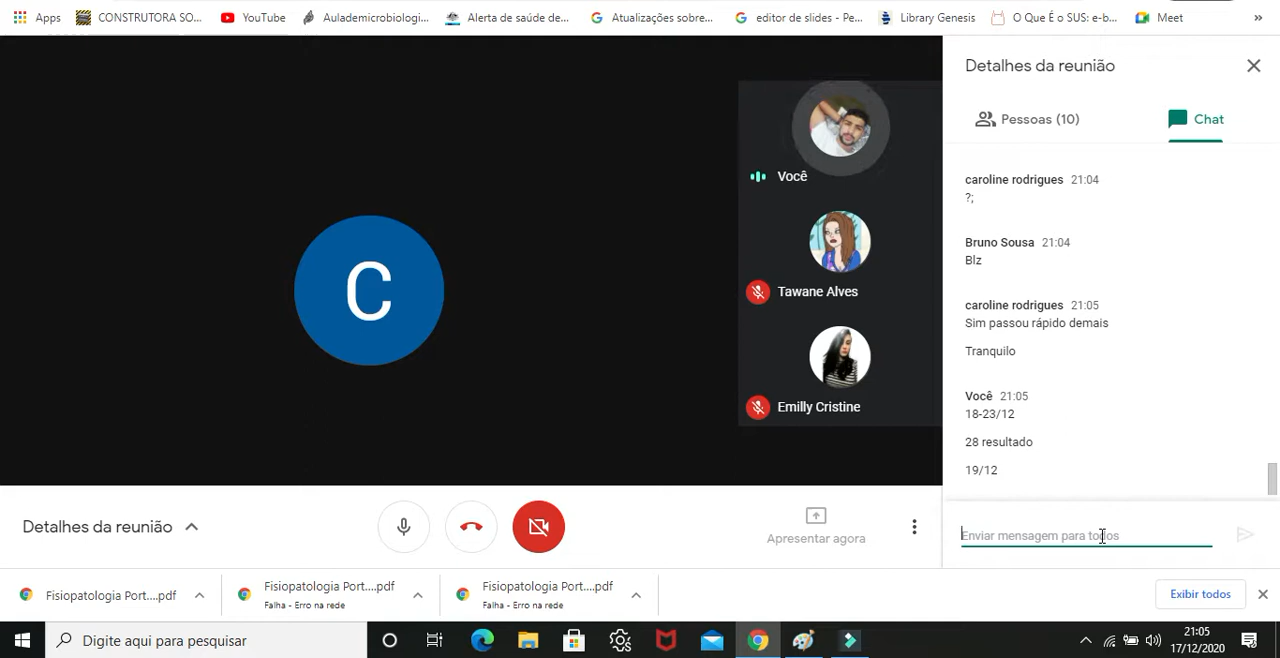 Apps
CONSTRUTORA SO...
YouTube
Aulademicrobiologi...
Alerta de saúde de...
Atualizações sobre...
editor de slides - Pe...
Library Genesis
O Que É o SUS: e-b...
Meet
»
Detalhes da reunião
Pessoas (10)
Chat
caroline rodrigues 21:04
?;
Bruno Sousa 21:04
Blz
caroline rodrigues 21:05
Sim passou rápido demais
Tranquilo
Você 21:05
18-23/12
28 resultado
19/12
Enviar mensagem para todos
C
Você
Tawane Alves
Emilly Cristine
Detalhes da reunião
Apresentar agora
Fisiopatologia Port....pdf
Fisiopatologia Port....pdf
Falha - Erro na rede
Fisiopatologia Port....pdf
Falha - Erro na rede
Exibir todos
Digite aqui para pesquisar
21:05
17/12/2020